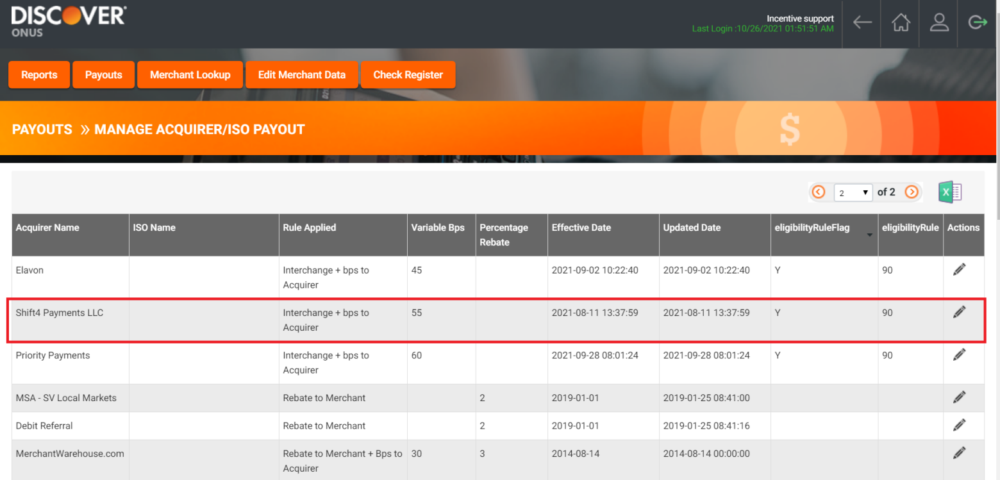 DISCOVER
ONUS
Incentive support
Last Login :10/26/2021 01:51:51 AM
Reports Payouts Merchant Lookup Edit Merchant Data Check Register
PAYOUTS » MANAGE ACQUIRER/ISO PAYOUT
$
2 of 2
X
Acquirer Name ISO Name Rule Applied Variable Bps Percentage Effective Date Updated Date eligibilityRuleFlag eligibilityRule Actions
Rebate
Elavon Interchange + bps to 45 2021-09-02 10:22:40 2021-09-02 10:22:40 Y 90
Acquirer
Shift4 Payments LLC Interchange + bps to 55 2021-08-11 13:37:59 2021-08-11 13:37:59 Y 90
Acquirer
Priority Payments Interchange + bps to 60 2021-09-28 08:01:24 2021-09-28 08:01:24 Y 90
Acquirer
MSA - SV Local Markets Rebate to Merchant 2 2019-01-01 2019-01-25 08:41:00
Debit Referral Rebate to Merchant 2 2019-01-01 2019-01-25 08:41:16
MerchantWarehouse.com Rebate to Merchant + Bps to 30 3 2014-08-14 2014-08-14 00:00:00
Acquirer